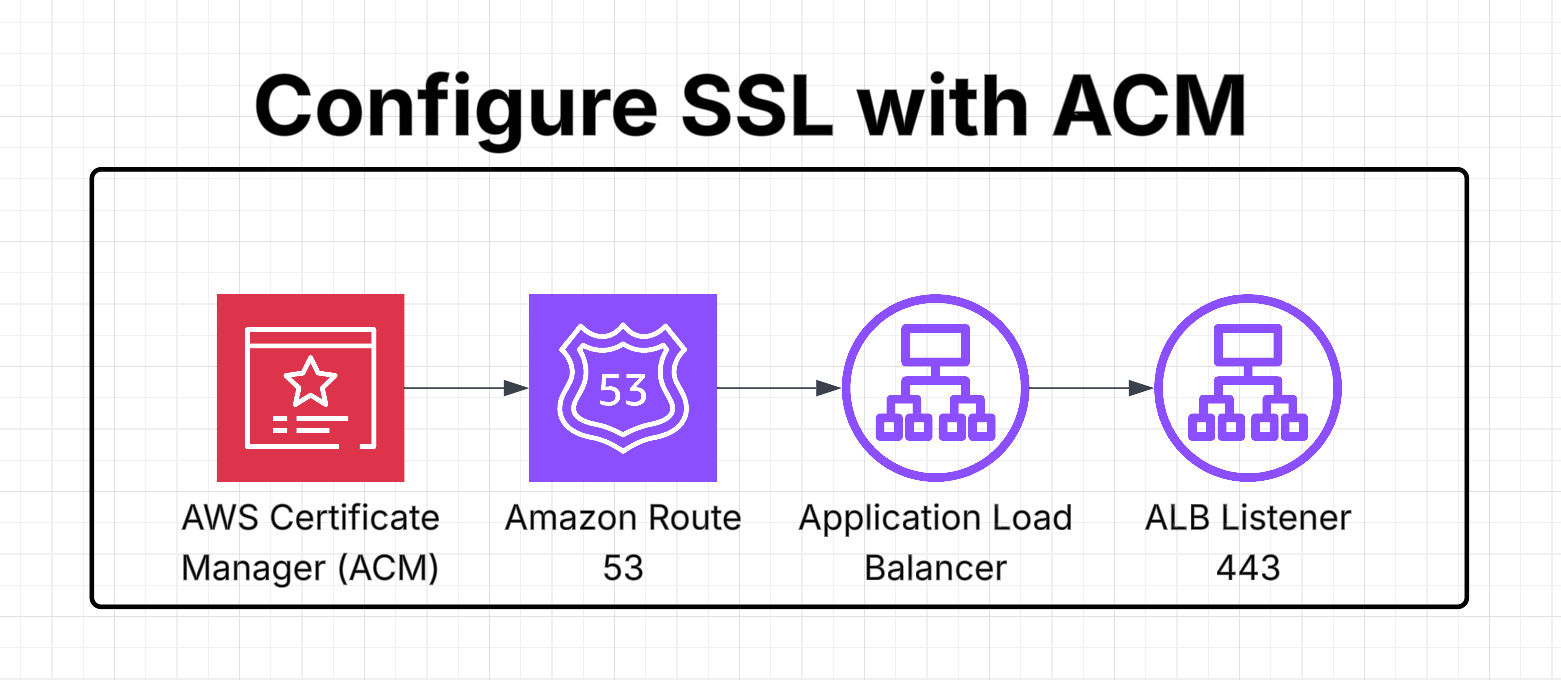 Configure SSL with ACM
53
AWS Certificate
Manager (ACM)
Amazon Route
53
Application Load
Balancer
ALB Listener
443